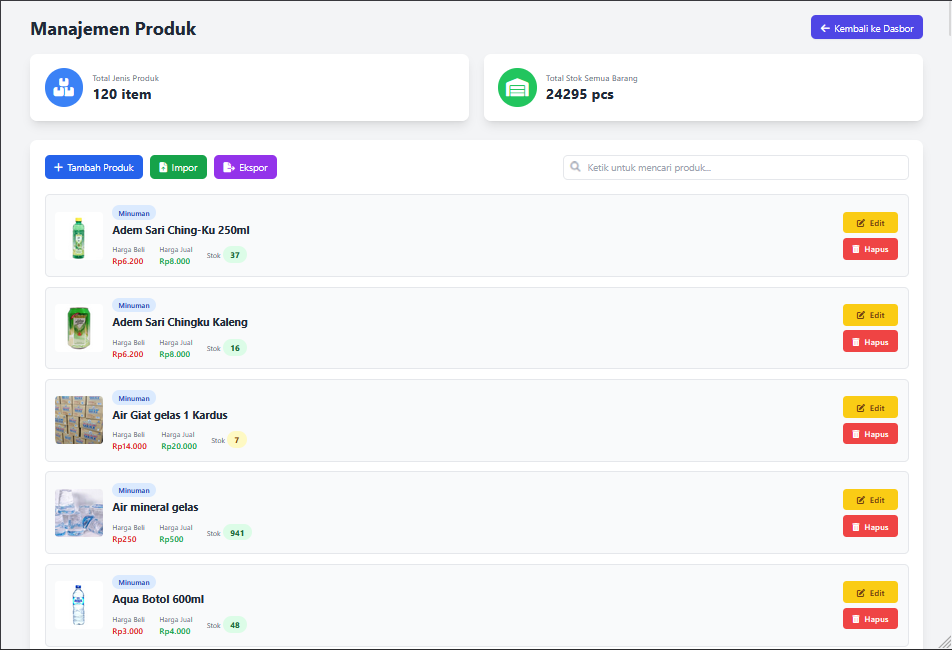 Manajemen Produk
Kembali ke Dasbor
Total Jenis Produk
120 item
Total Stok Semua Barang
24295 pcs
Tambah Produk
Impor
Ekspor
Ketik untuk mencari produk...
Minuman
Adem Sari Ching-Ku 250ml
Harga Beli Harga Jual
Rp6.200 Rp8.000 Stok 37
Edit
Hapus
Minuman
Adem Sari Chingku Kaleng
Harga Beli Harga Jual
Rp6.200 Rp8.000 Stok 16
Edit
Hapus
Minuman
Air Giat gelas 1 Kardus
Harga Beli Harga Jual
Rp14.000 Rp20.000 Stok 7
Edit
Hapus
Minuman
Air mineral gelas
Harga Beli Harga Jual
Rp250 Rp500 Stok 941
Edit
Hapus
Minuman
Aqua Botol 600ml
Harga Beli Harga Jual
Rp3.000 Rp4.000 Stok 48
Edit
Hapus